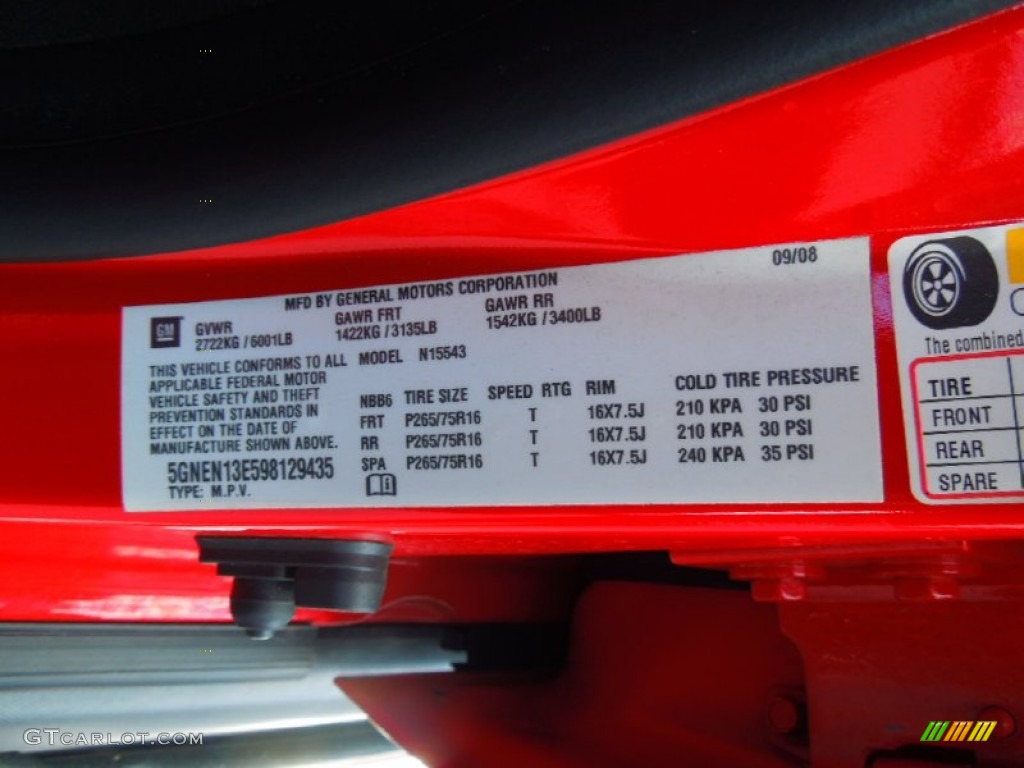 MFD BY GENERAL MOTORS CORPORATION 09/08
GM GVWR GAWR FRT GAWR RR
2722KG / 6001LB 1422KG / 3135LB 1542KG / 3400LB
THIS VEHICLE CONFORMS TO ALL
APPLICABLE FEDERAL MOTOR
VEHICLE SAFETY AND THEFT
PREVENTION STANDARDS IN
EFFECT ON THE DATE OF
MANUFACTURE SHOWN ABOVE.
5GNEN13E598129435
TYPE: M.P.V.
MODEL N15543
NBB6 TIRE SIZE SPEED RTG RIM COLD TIRE PRESSURE
FRT P265/75R16 T 16X7.5J 210 KPA 30 PSI
RR P265/75R16 T 16X7.5J 210 KPA 30 PSI
SPA P265/75R16 T 16X7.5J 240 KPA 35 PSI
The combined
TIRE
FRONT
REAR
SPARE
GTCARLOT.COM